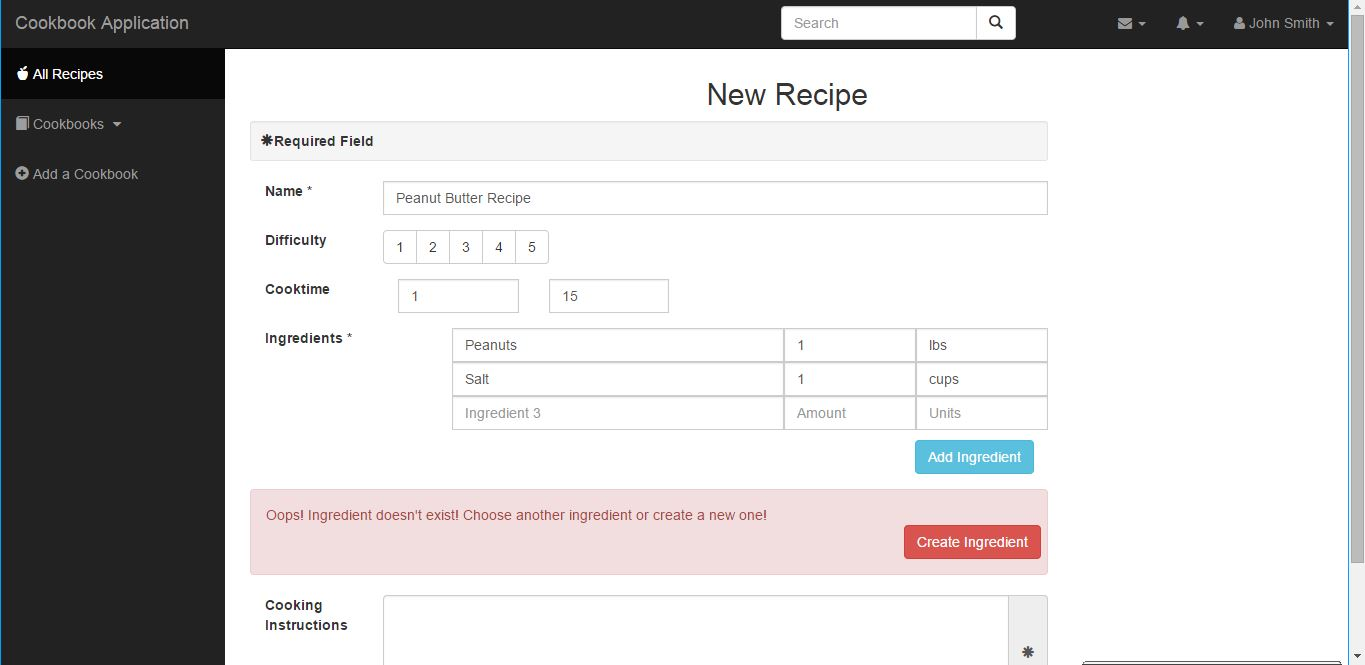 Cookbook Application
Search
John Smith
All Recipes
Cookbooks
Add a Cookbook
New Recipe
✱Required Field
Name *
Peanut Butter Recipe
Difficulty
1 2 3 4 5
Cooktime
1 15
Ingredients *
Peanuts 1 lbs
Salt 1 cups
Ingredient 3 Amount Units
Add Ingredient
Oops! Ingredient doesn't exist! Choose another ingredient or create a new one!
Create Ingredient
Cooking
Instructions
✱